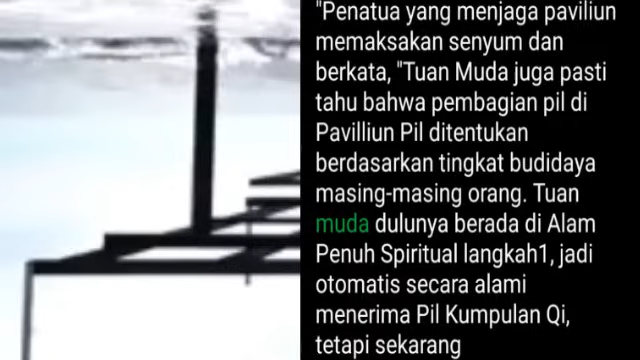 "Penatua yang menjaga paviliun
memaksakan senyum dan
berkata, "Tuan Muda juga pasti
tahu bahwa pembagian pil di
Pavilliun Pil ditentukan
berdasarkan tingkat budidaya
masing-masing orang. Tuan
muda dulunya berada di Alam
Penuh Spiritual langkah1, jadi
otomatis secara alami
menerima Pil Kumpulan Qi,
tetapi sekarang